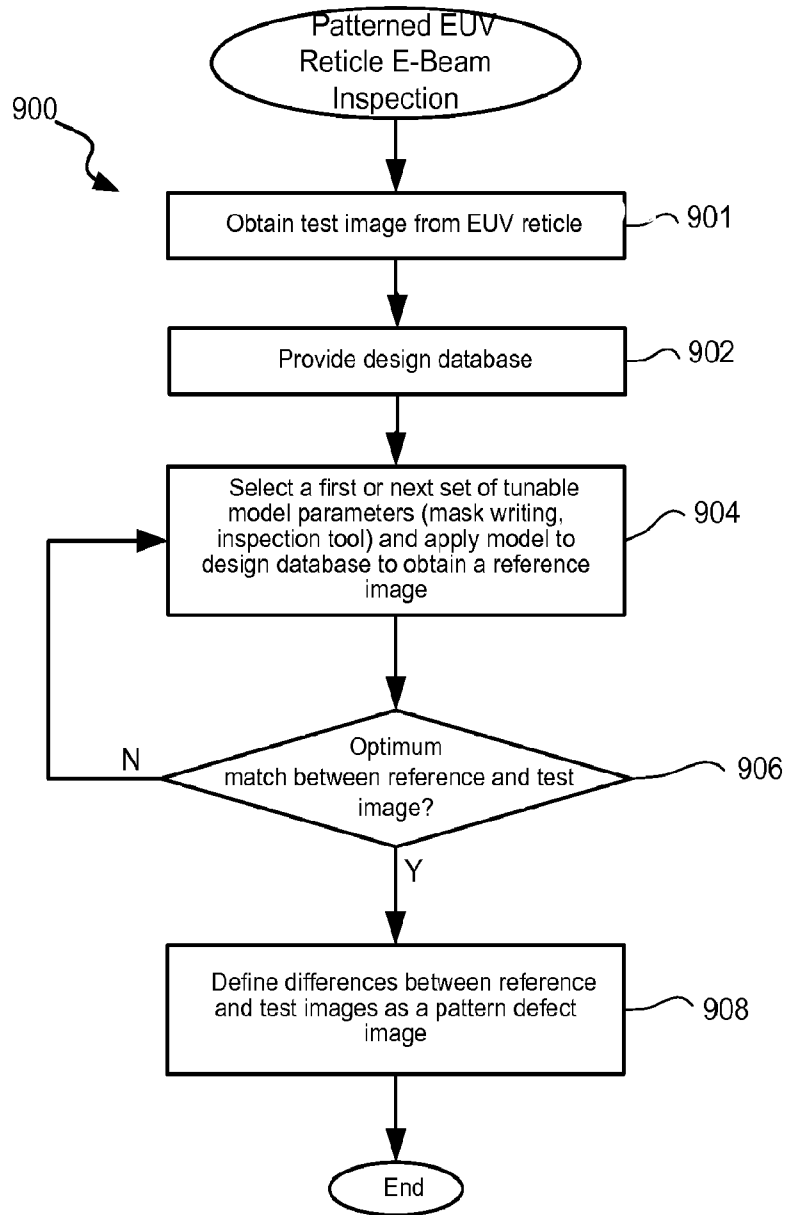 Patterned EUV
Reticle E-Beam
Inspection
900
Obtain test image from EUV reticle
901
Provide design database
902
Select a first or next set of tunable
model parameters (mask writing,
inspection tool) and apply model to
design database to obtain a reference
image
904
Optimum
match between reference and test
image?
906
N
Y
Define differences between reference
and test images as a pattern defect
image
908
End